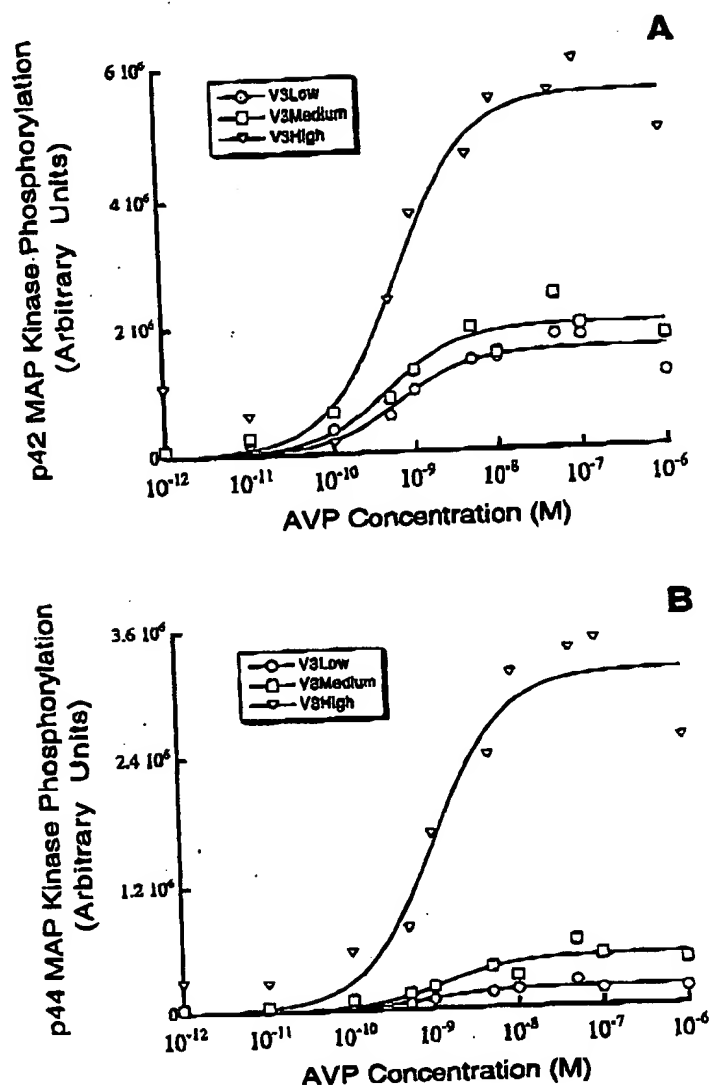 A
p42 MAP Kinase Phosphorylation
(Arbitrary Units)
6 10⁶
4 10⁶
2 10⁶
0
V3Low
V3Medium
V3High
10⁻¹² 10⁻¹¹ 10⁻¹⁰ 10⁻⁹ 10⁻⁸ 10⁻⁷ 10⁻⁶
AVP Concentration (M)
B
p44 MAP Kinase Phosphorylation
(Arbitrary Units)
3.6 10⁶
2.4 10⁶
1.2 10⁶
0
V3Low
V3Medium
V3High
10⁻¹² 10⁻¹¹ 10⁻¹⁰ 10⁻⁹ 10⁻⁸ 10⁻⁷ 10⁻⁶
AVP Concentration (M)